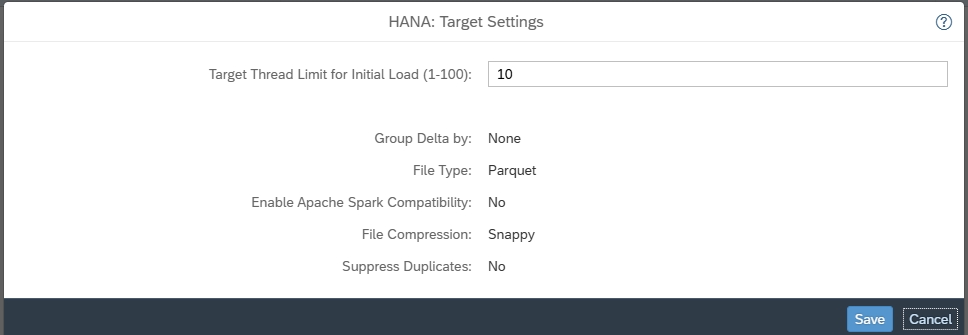 HANA: Target Settings
Target Thread Limit for Initial Load (1-100): 10
Group Delta by: None
File Type: Parquet
Enable Apache Spark Compatibility: No
File Compression: Snappy
Suppress Duplicates: No
Save Cancel